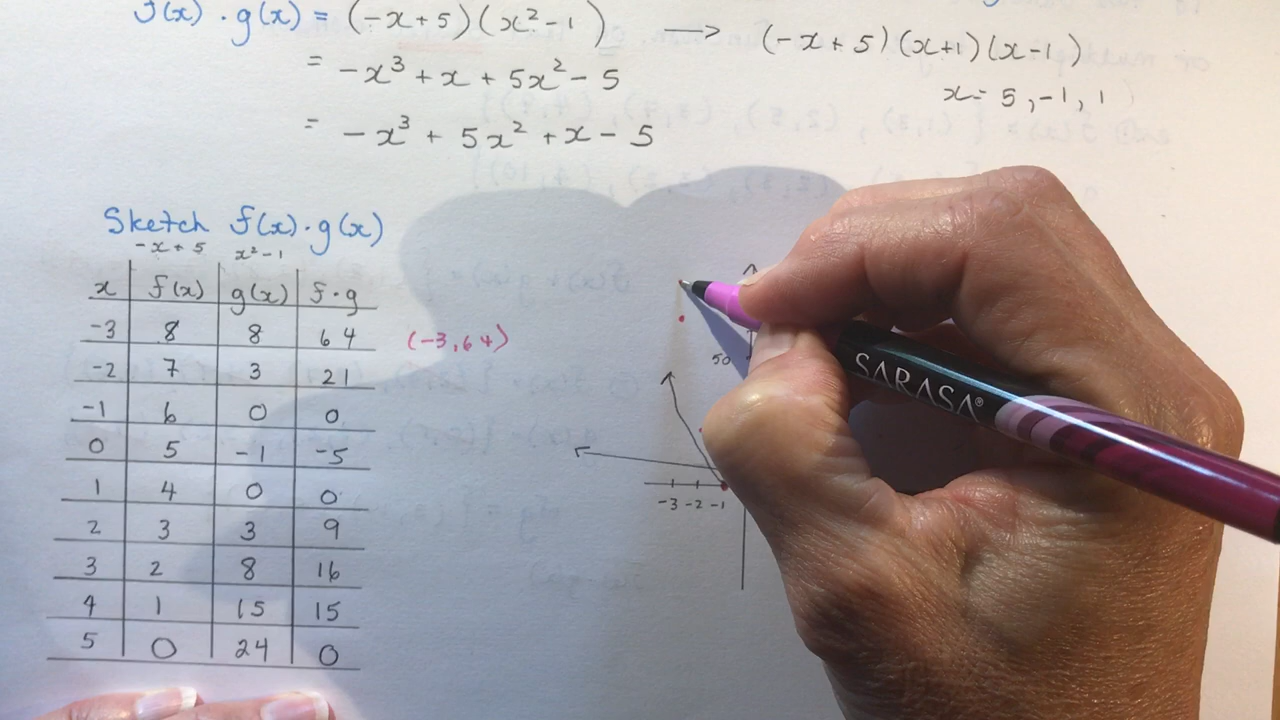 f(x) · g(x) = (-x+5)(x²-1) → (-x+5)(x+1)(x-1)
= -x³ + x + 5x² - 5 x = 5, -1, 1
= -x³ + 5x² + x - 5
Sketch f(x)·g(x)
-x+5 x²-1
x f(x) g(x) f·g
-3 8 8 64 (-3,64)
-2 7 3 21
-1 6 0 0
0 5 -1 -5
1 4 0 0
2 3 3 9
3 2 8 16
4 1 15 15
5 0 24 0
50
-3 -2 -1
SARASA®